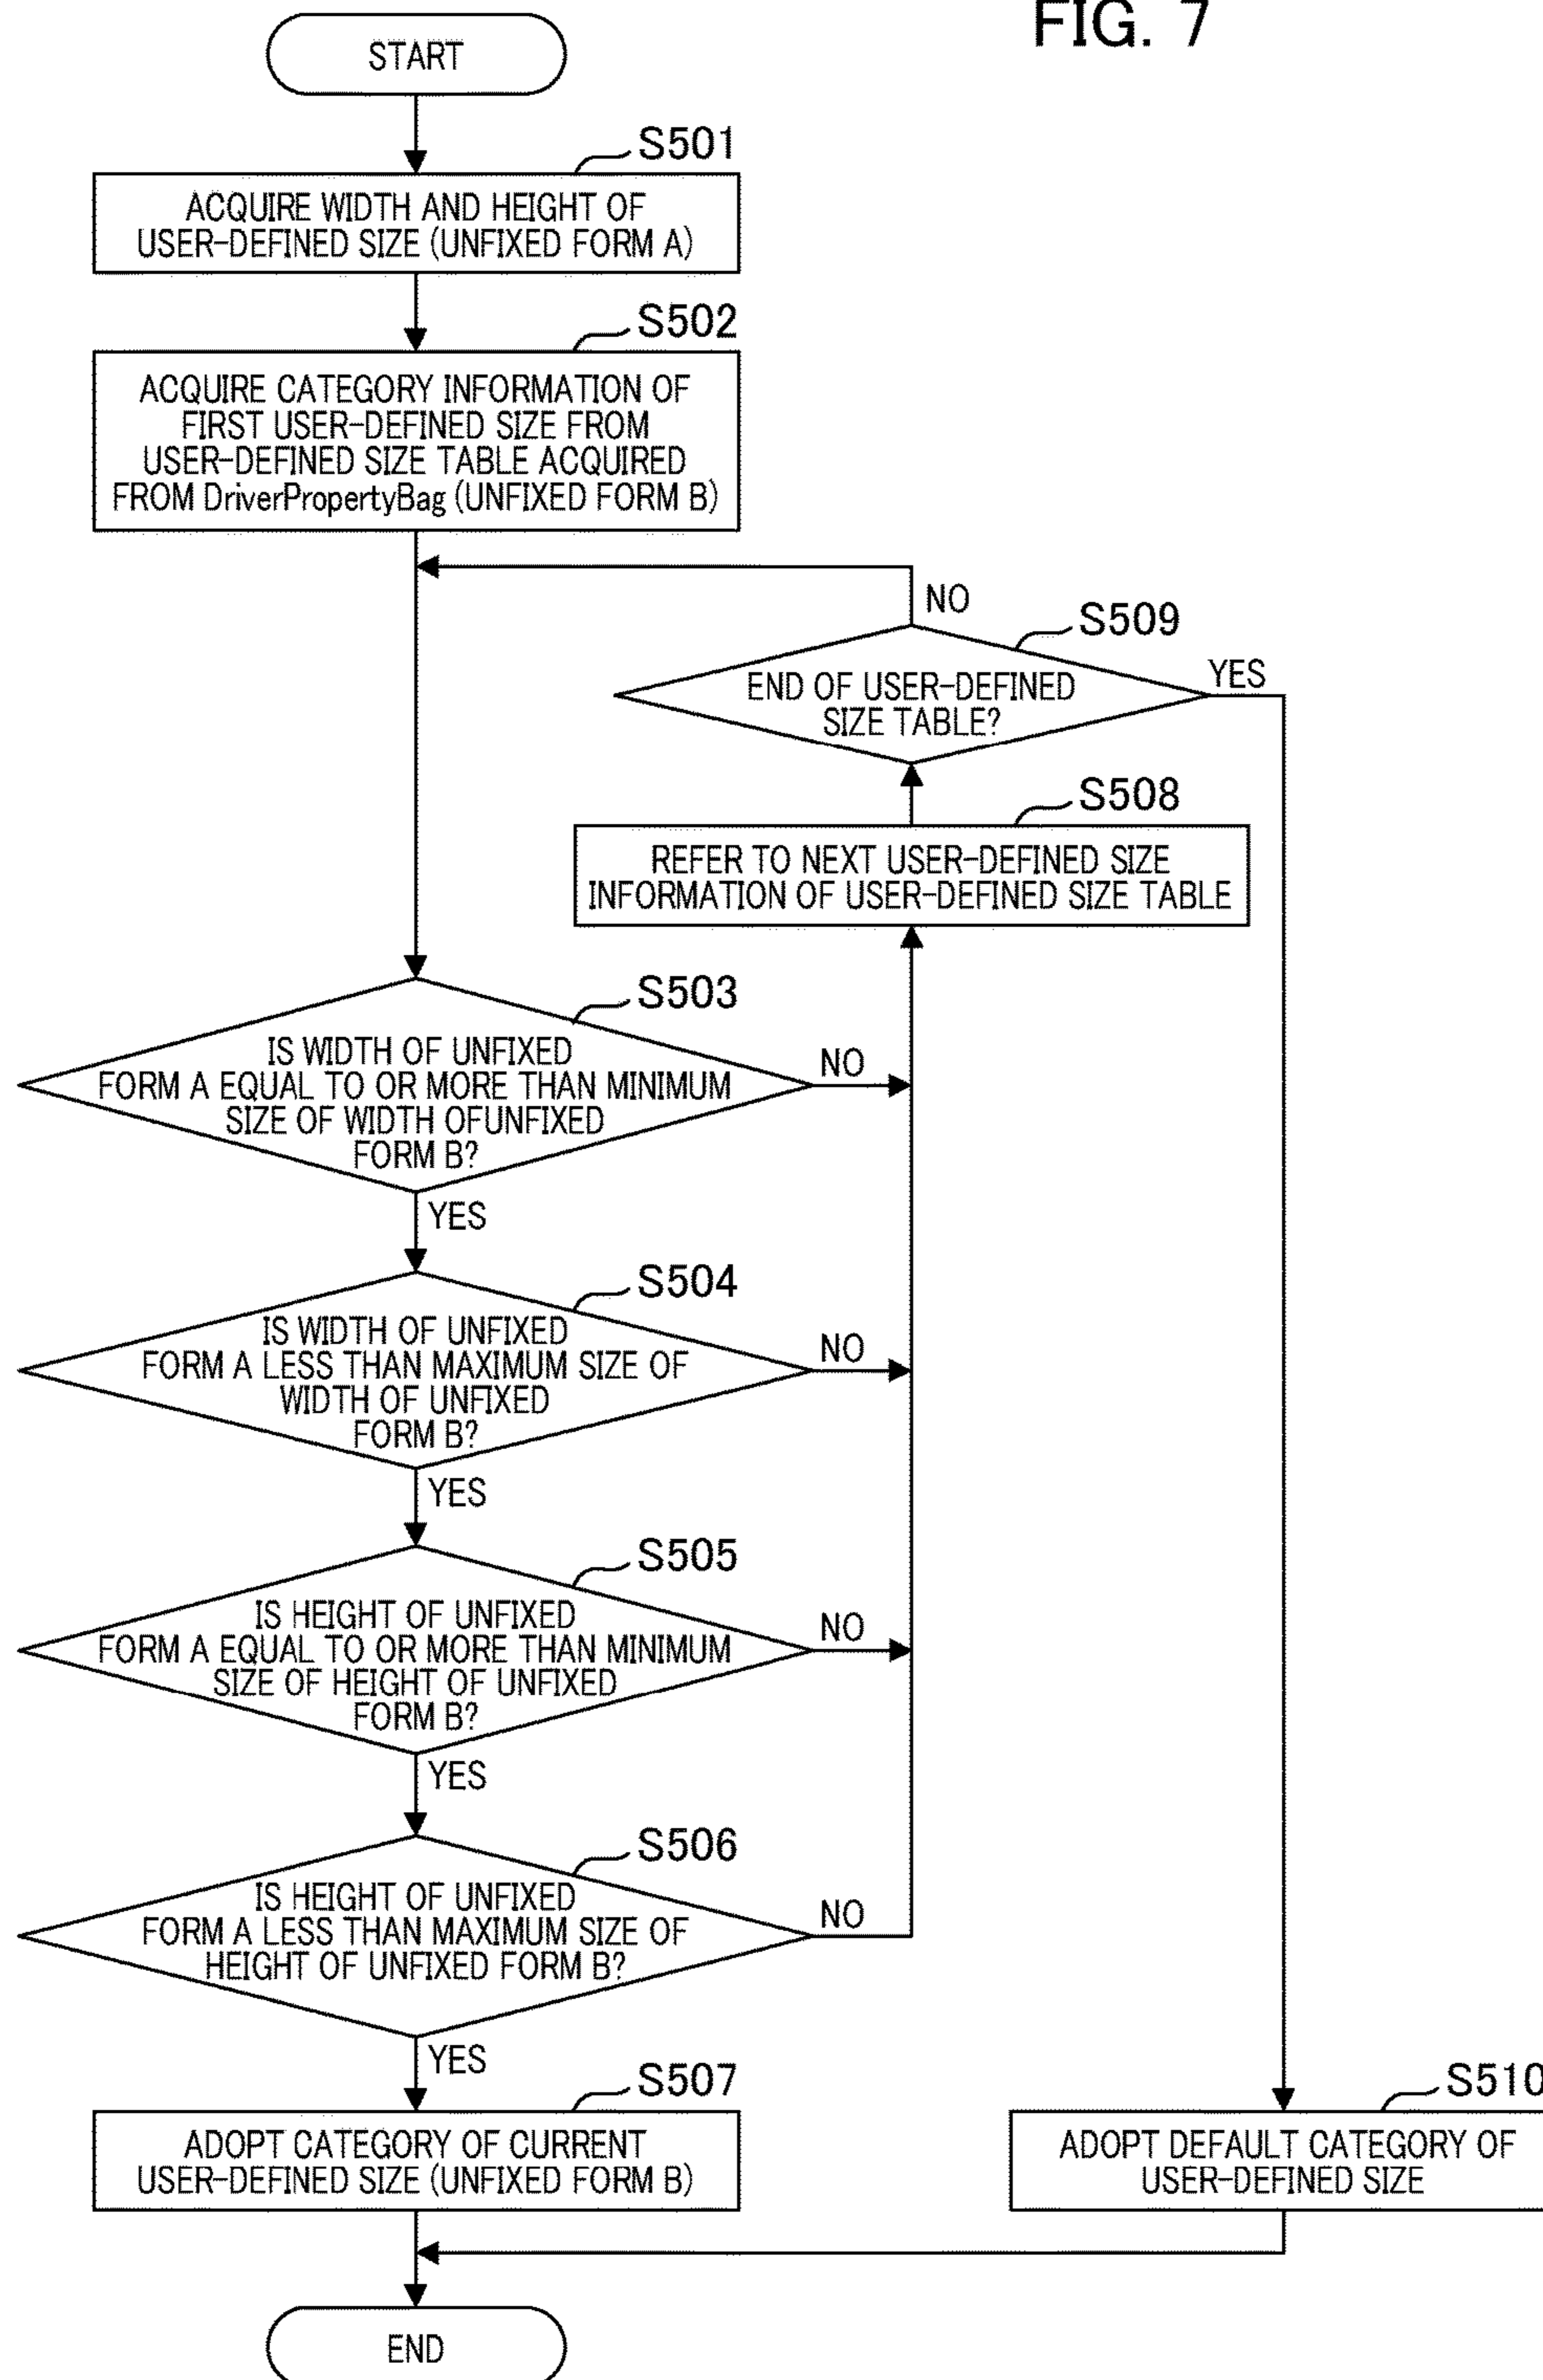 FIG. 7
START
S501
ACQUIRE WIDTH AND HEIGHT OF
USER-DEFINED SIZE (UNFIXED FORM A)
S502
ACQUIRE CATEGORY INFORMATION OF
FIRST USER-DEFINED SIZE FROM
USER-DEFINED SIZE TABLE ACQUIRED
FROM DriverPropertyBag (UNFIXED FORM B)
NO
S509
YES
END OF USER-DEFINED
SIZE TABLE?
S508
REFER TO NEXT USER-DEFINED SIZE
INFORMATION OF USER-DEFINED SIZE TABLE
S503
IS WIDTH OF UNFIXED
FORM A EQUAL TO OR MORE THAN MINIMUM
SIZE OF WIDTH OFUNFIXED
FORM B?
NO
YES
S504
IS WIDTH OF UNFIXED
FORM A LESS THAN MAXIMUM SIZE OF
WIDTH OF UNFIXED
FORM B?
NO
YES
S505
IS HEIGHT OF UNFIXED
FORM A EQUAL TO OR MORE THAN MINIMUM
SIZE OF HEIGHT OF UNFIXED
FORM B?
NO
YES
S506
IS HEIGHT OF UNFIXED
FORM A LESS THAN MAXIMUM SIZE OF
HEIGHT OF UNFIXED FORM B?
NO
YES
S507
ADOPT CATEGORY OF CURRENT
USER-DEFINED SIZE (UNFIXED FORM B)
S510
ADOPT DEFAULT CATEGORY OF
USER-DEFINED SIZE
END